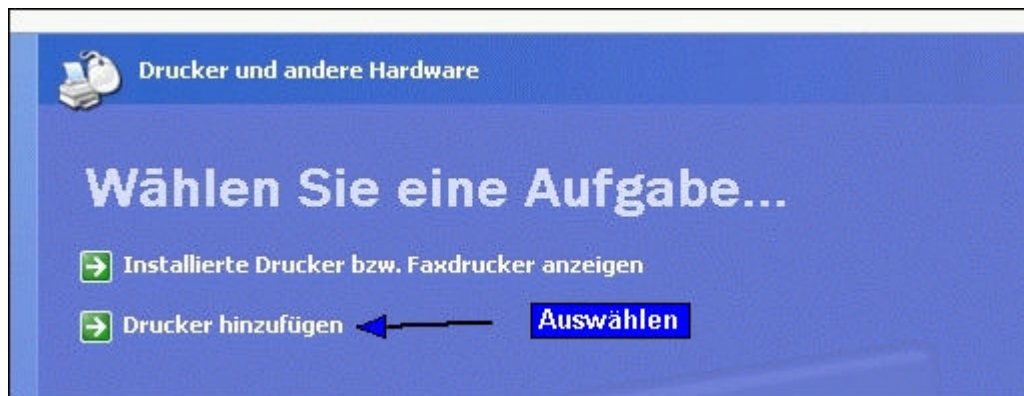 Drucker und andere Hardware
Wählen Sie eine Aufgabe...
Installierte Drucker bzw. Faxdrucker anzeigen
Drucker hinzufügen Auswählen